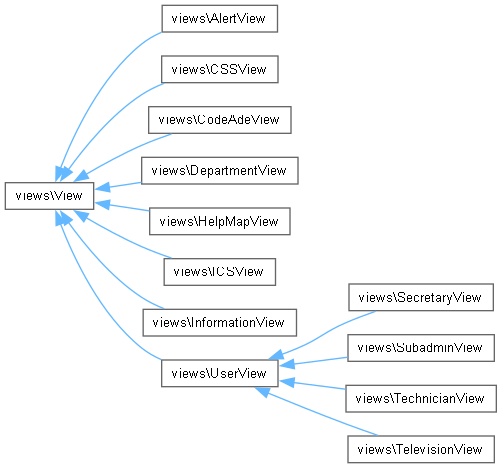 views\AlertView
views\CSSView
views\CodeAdeView
views\DepartmentView
views\View
views\HelpMapView
views\ICSView
views\InformationView
views\UserView
views\SecretaryView
views\SubadminView
views\TechnicianView
views\TelevisionView